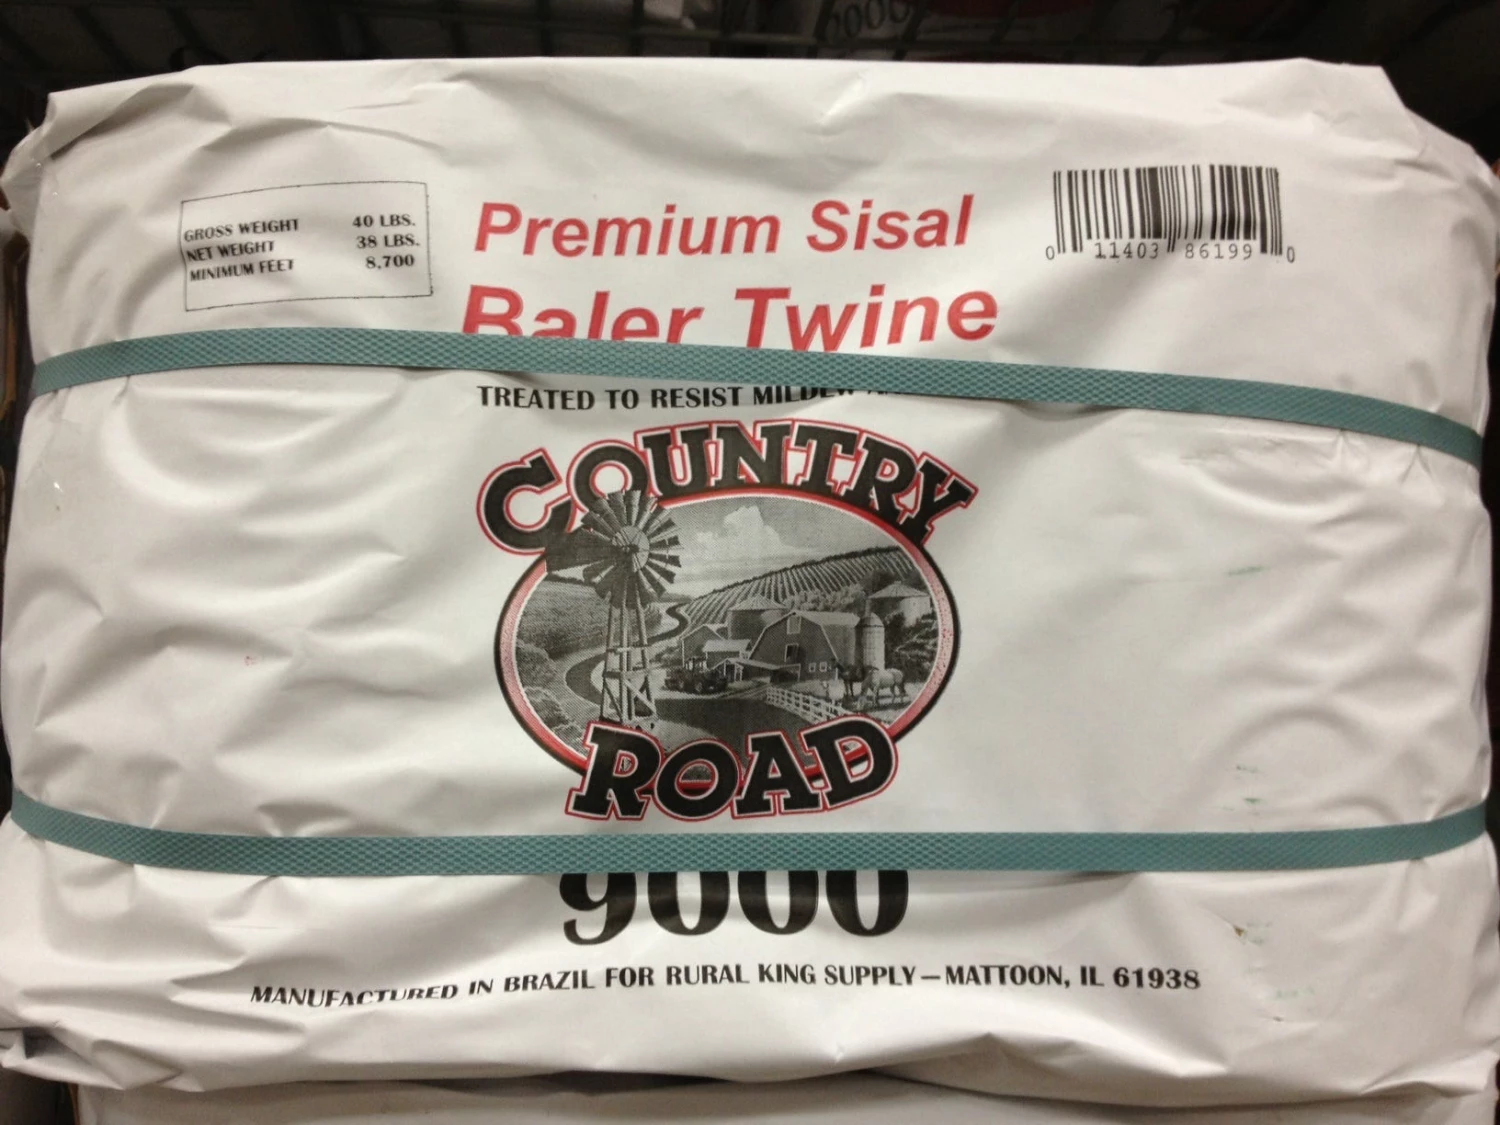 GROSS WEIGHT 40 LBS.
NET WEIGHT 38 LBS.
MINIMUM FEET 8,700
Premium Sisal
Baler Twine
0 11403 86199 0
TREATED TO RESIST MILDEW
COUNTRY
ROAD
9000
MANUFACTURED IN BRAZIL FOR RURAL KING SUPPLY—MATTOON, IL 61938